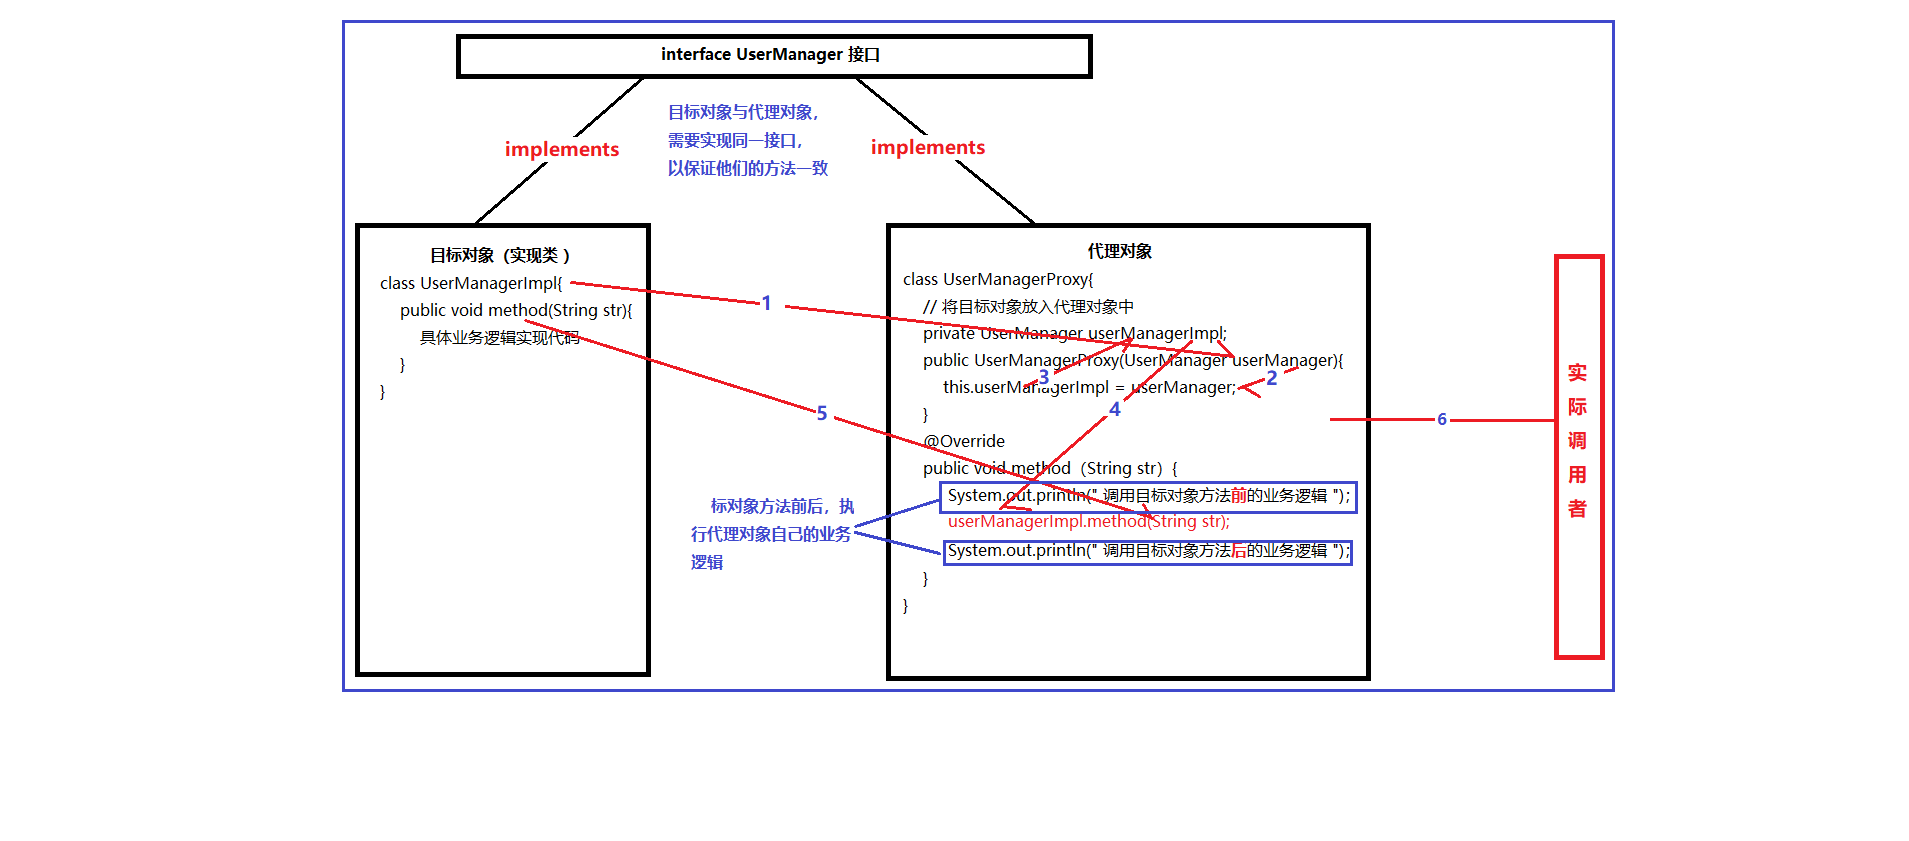 interface UserManager 接口
目标对象与代理对象，
需要实现同一接口，
以保证他们的方法一致
implements
implements
目标对象（实现类 ）
class UserManagerImpl{
public void method(String str){
具体业务逻辑实现代码
}
}
代理对象
class UserManagerProxy{
// 将目标对象放入代理对象中
private UserManager userManagerImpl;
public UserManagerProxy(UserManager userManager){
this.userManagerImpl = userManager;
}
@Override
public void method（String str）{
System.out.println(" 调用目标对象方法前的业务逻辑 ");
userManagerImpl.method(String str);
System.out.println(" 调用目标对象方法后的业务逻辑 ");
}
}
标对象方法前后，执
行代理对象自己的业务
逻辑
1
2
3
4
5
6
实
际
调
用
者